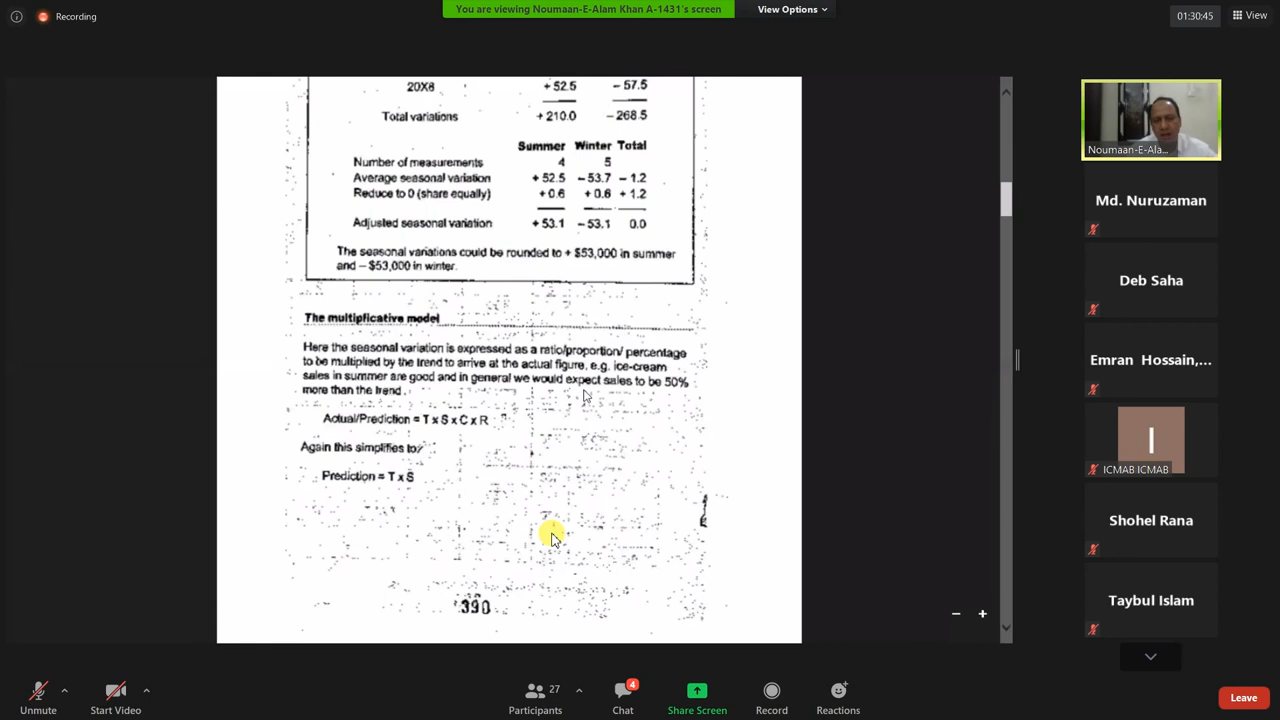 Recording
You are viewing Noumaan-E-Alam Khan A-1431's screen
View Options
01:30:45
View
20X6 + 52.5 – 57.5
Total variations + 210.0 – 268.5
Summer Winter Total
Number of measurements 4 5
Average seasonal variation + 52.5 – 53.7 – 1.2
Reduce to 0 (share equally) + 0.6 + 0.6 + 1.2
Adjusted seasonal variation + 53.1 – 53.1 0.0
The seasonal variations could be rounded to + $53,000 in summer
and – $53,000 in winter.
The multiplicative model
Here the seasonal variation is expressed as a ratio/proportion/ percentage
to be multiplied by the trend to arrive at the actual figure, e.g. ice-cream
sales in summer are good and in general we would expect sales to be 50%
more than the trend.
Actual/Prediction = T x S x C x R
Again this simplifies to:
Prediction = T x S
390
Noumaan-E-Ala...
Md. Nuruzaman
Deb Saha
Emran Hossain,...
I
ICMAB ICMAB
Shohel Rana
Taybul Islam
Unmute
Start Video
27
Participants
4
Chat
Share Screen
Record
Reactions
Leave